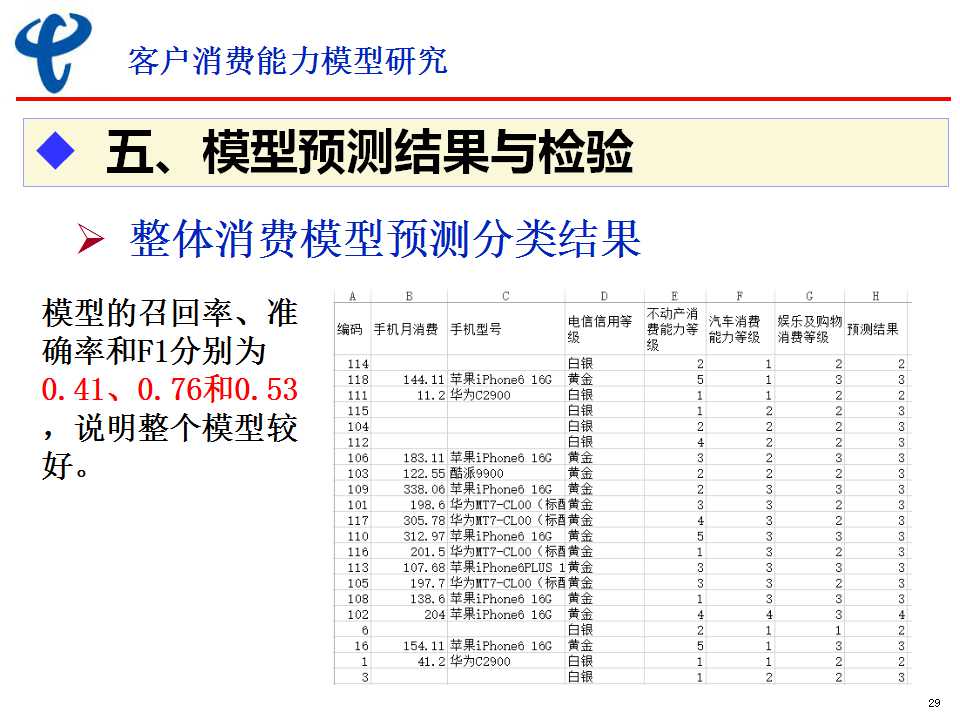 客户消费能力模型研究
五、模型预测结果与检验
整体消费模型预测分类结果
模型的召回率、准
确率和F1分别为
0.41、0.76和0.53
，说明整个模型较
好。
A B C D E F G H
编码 手机月消费 手机型号 电信信用等级 不动产消费能力等级 汽车消费能力等级 娱乐及购物消费等级 预测结果
114 白银 2 1 2 2
118 144.11 苹果iPhone6 16G 黄金 5 1 3 3
111 11.2 华为C2900 白银 1 1 2 2
115 白银 1 2 2 3
104 白银 2 2 2 3
112 白银 4 2 2 3
106 183.11 苹果iPhone6 16G 黄金 3 2 3 3
103 122.55 酷派9900 黄金 2 2 2 3
109 338.06 苹果iPhone6 16G 黄金 2 3 3 3
101 198.6 华为MT7-CL00（标配 黄金 3 3 2 3
117 305.78 华为MT7-CL00（标配 黄金 4 3 2 3
110 312.97 苹果iPhone6 16G 黄金 5 3 3 3
116 201.5 华为MT7-CL00（标配 黄金 1 3 2 3
113 107.68 苹果iPhone6PLUS 1 黄金 3 3 3 3
105 197.7 华为MT7-CL00（标配 黄金 3 3 2 3
108 138.6 苹果iPhone6 16G 黄金 1 3 3 3
102 204 苹果iPhone6 16G 黄金 4 4 3 4
6 白银 2 1 1 2
16 154.11 苹果iPhone6 16G 黄金 5 1 3 3
1 41.2 华为C2900 白银 1 1 2 2
3 白银 1 2 2 3
29